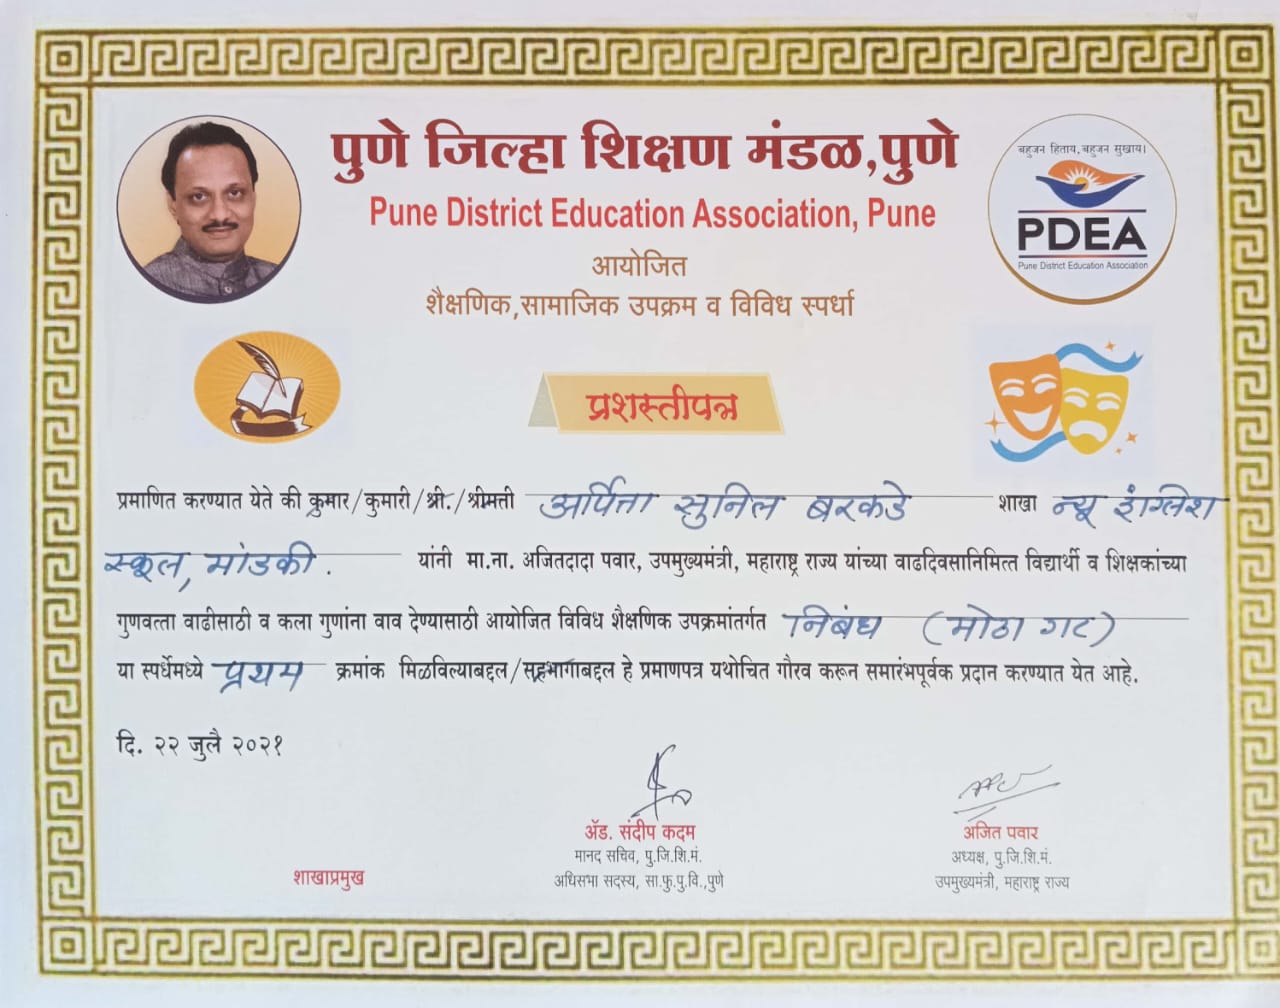 पुणे जिल्हा शिक्षण मंडळ,पुणे
Pune District Education Association, Pune
आयोजित
शैक्षणिक,सामाजिक उपक्रम व विविध स्पर्धा
बहुजन हिताय, बहुजन सुखाय।
PDEA
Pune District Education Association
प्रशस्तीपत्र
प्रमाणित करण्यात येते की कुमार/कुमारी/श्री./श्रीमती अर्पिता सुनिल बरकडे शाखा न्यू इंग्लिश
स्कूल, मांडकी. यांनी मा.ना. अजितदादा पवार, उपमुख्यमंत्री, महाराष्ट्र राज्य यांच्या वाढदिवसानिमित्त विद्यार्थी व शिक्षकांच्या
गुणवत्ता वाढीसाठी व कला गुणांना वाव देण्यासाठी आयोजित विविध शैक्षणिक उपक्रमांतर्गत निबंध (मोठा गट)
या स्पर्धेमध्ये प्रथम क्रमांक मिळविल्याबद्दल/सहभागाबद्दल हे प्रमाणपत्र यथोचित गौरव करून समारंभपूर्वक प्रदान करण्यात येत आहे.
दि. २२ जुलै २०२१
शाखाप्रमुख
ॲड. संदीप कदम
मानद सचिव, पु.जि.शि.मं.
अधिसभा सदस्य, सा.फु.पु.वि.,पुणे
अजित पवार
अध्यक्ष, पु.जि.शि.मं.
उपमुख्यमंत्री, महाराष्ट्र राज्य